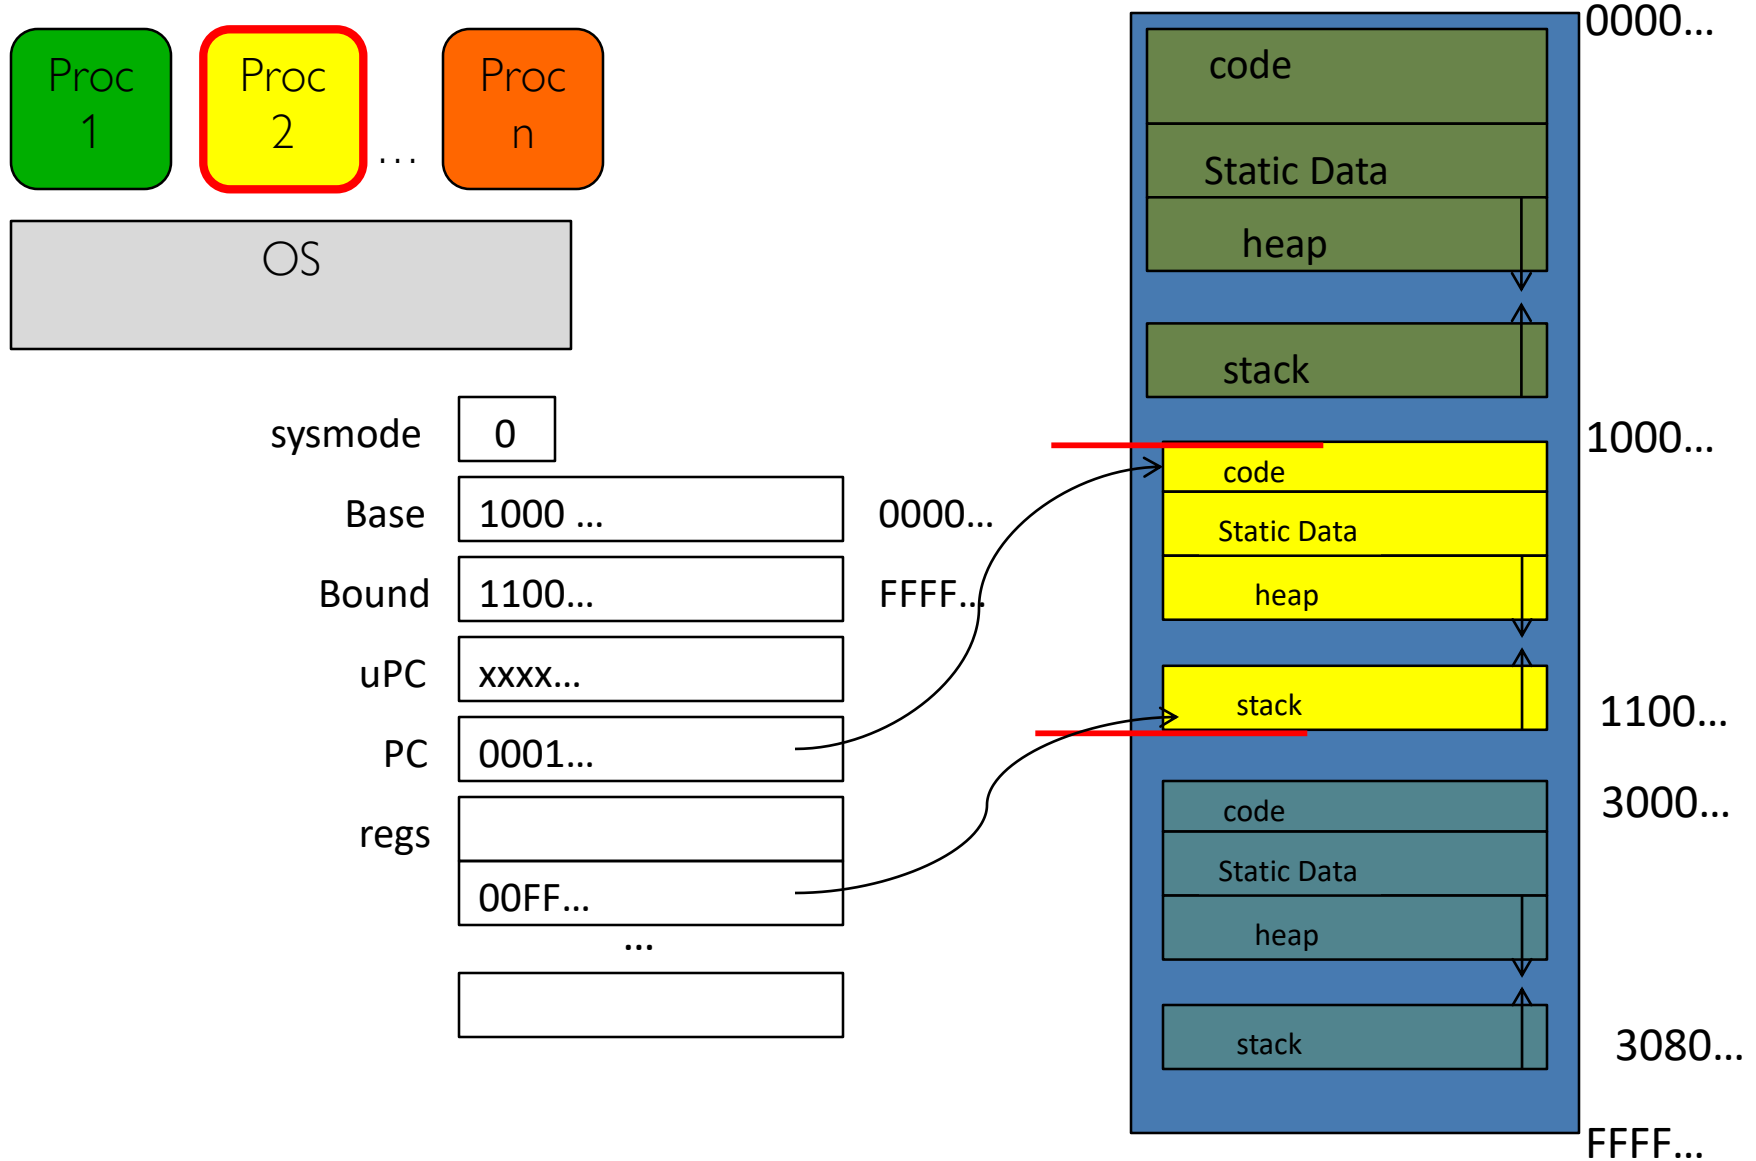 Proc
1
Proc
2
...
Proc
n
OS
sysmode
0
Base
1000 ...
0000...
Bound
1100...
FFFF...
uPC
xxxx...
PC
0001...
regs
00FF...
...
0000...
code
Static Data
heap
stack
1000...
code
Static Data
heap
stack
1100...
3000...
code
Static Data
heap
stack
3080...
FFFF...